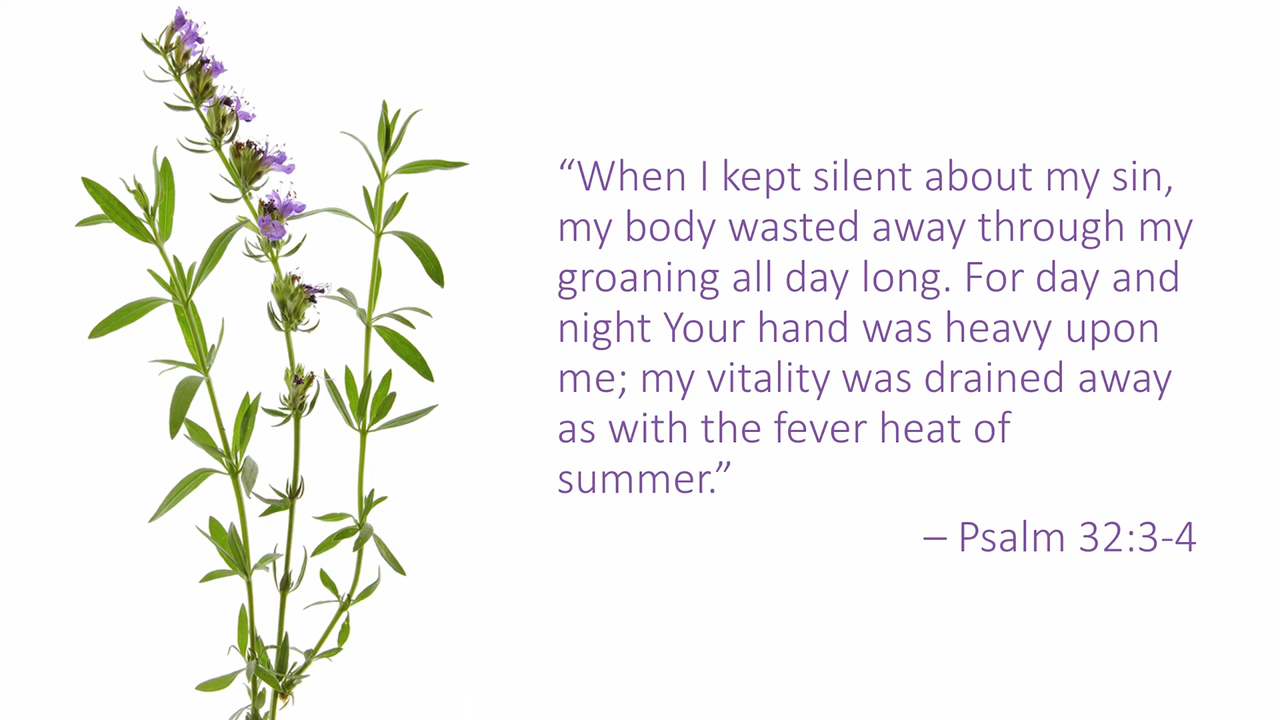 “When I kept silent about my sin,
my body wasted away through my
groaning all day long. For day and
night Your hand was heavy upon
me; my vitality was drained away
as with the fever heat of
summer.”
– Psalm 32:3-4